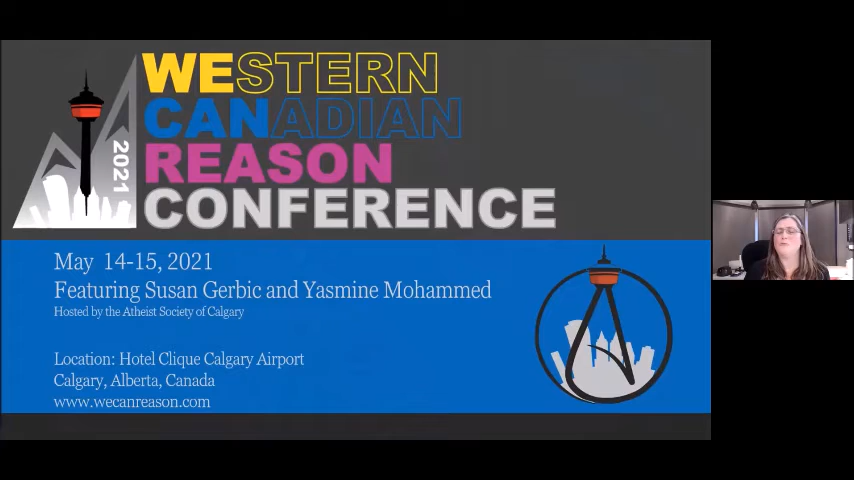 WESTERN
CANADIAN
REASON
CONFERENCE
2021
May 14-15, 2021
Featuring Susan Gerbic and Yasmine Mohammed
Hosted by the Atheist Society of Calgary
Location: Hotel Clique Calgary Airport
Calgary, Alberta, Canada
www.wecanreason.com